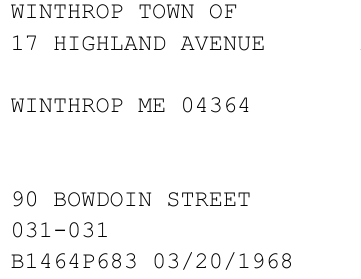 WINTHROP TOWN OF
17 HIGHLAND AVENUE
WINTHROP ME 04364
90 BOWDOIN STREET
031-031
B1464P683 03/20/1968